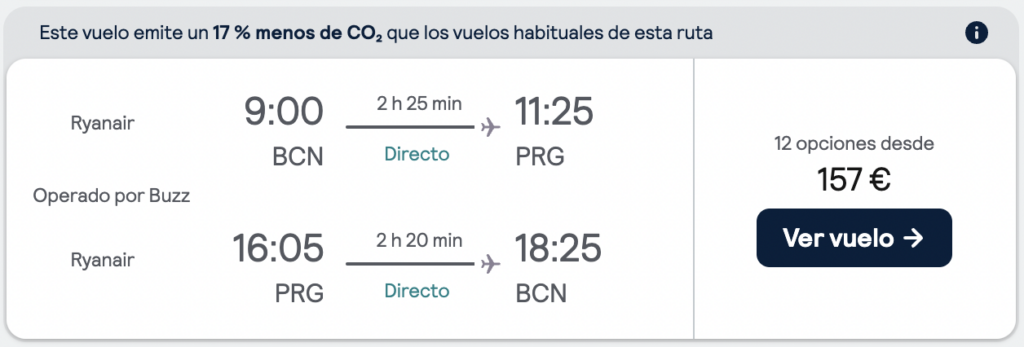 Este vuelo emite un 17 % menos de CO₂ que los vuelos habituales de esta ruta
Ryanair
9:00
BCN
2 h 25 min
Directo
11:25
PRG
Operado por Buzz
Ryanair
16:05
PRG
2 h 20 min
Directo
18:25
BCN
12 opciones desde
157 €
Ver vuelo →